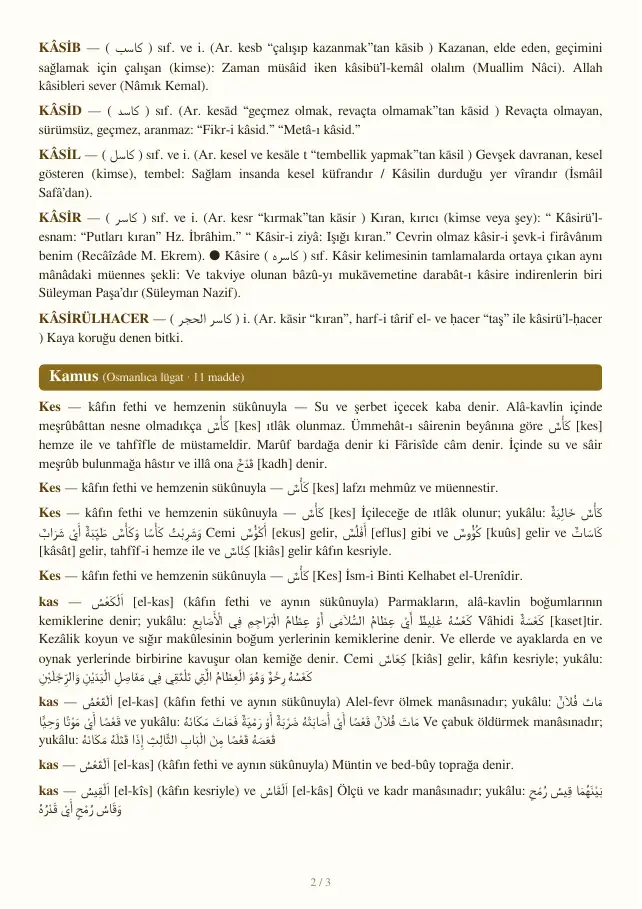 KÂSİB — ( كاسب ) sıf. ve i. (Ar. kesb “çalışıp kazanmak”tan kāsib ) Kazanan, elde eden, geçimini
sağlamak için çalışan (kimse): Zaman müsâid iken kâsibü’l-kemâl olalım (Muallim Nâci). Allah
kâsibleri sever (Nâmık Kemal).
KÂSİD — ( كاسد ) sıf. (Ar. kesād “geçmez olmak, revaçta olmamak”tan kāsid ) Revaçta olmayan,
sürümsüz, geçmez, aranmaz: “Fikr-i kâsid.” “Metâ-ı kâsid.”
KÂSİL — ( كاسل ) sıf. ve i. (Ar. kesel ve kesāle t “tembellik yapmak”tan kāsil ) Gevşek davranan, kesel
gösteren (kimse), tembel: Sağlam insanda kesel küfrandır / Kâsilin durduğu yer vîrandır (İsmâil
Safâ’dan).
KÂSİR — ( كاسر ) sıf. ve i. (Ar. kesr “kırmak”tan kāsir ) Kıran, kırıcı (kimse veya şey): “ Kâsirü’l-
esnam: “Putları kıran” Hz. İbrâhim.” “ Kâsir-i ziyâ: Işığı kıran.” Cevrin olmaz kâsir-i şevk-i firâvânım
benim (Recâîzâde M. Ekrem). ● Kâsire ( كاسره ) sıf. Kâsir kelimesinin tamlamalarda ortaya çıkan aynı
mânâdaki müennes şekli: Ve takviye olunan bâzû-yı mukāvemetine darabât-ı kâsire indirenlerin biri
Süleyman Paşa’dır (Süleyman Nazif).
KÂSİRÜLHACER — ( كاسر الحجر ) i. (Ar. kāsir “kıran”, harf-i târif el- ve ḥacer “taş” ile kâsirü’l-ḥacer
) Kaya koruğu denen bitki.
Kamus (Osmanlıca lügat · 11 madde)
Kes — kâfın fethi ve hemzenin sükûnuyla — Su ve şerbet içecek kaba denir. Alâ-kavlin içinde
meşrûbâttan nesne olmadıkça كَأْسٌ [kes] ıtlâk olunmaz. Ümmehât-ı sâirenin beyânına göre كَأْسٌ [kes]
hemze ile ve tahfîfle de müstameldir. Marûf bardağa denir ki Fârisîde câm denir. İçinde su ve sâir
meşrûb bulunmağa hâstır ve illâ ona قَدَحٌ [kadh] denir.
Kes — kâfın fethi ve hemzenin sükûnuyla — كَأْسٌ [kes] lafzı mehmûz ve müennestir.
Kes — kâfın fethi ve hemzenin sükûnuyla — كَأْسٌ [kes] İçileceğe de ıtlâk olunur; yukâlu: كَأْسٌ خَالِيَةٌ
وَشَرِبْتُ كَأْسًا وَكَأْسٌ طَيِّبَةٌ أَيْ شَرَابٌ Cemi أَكْؤُسٌ [ekus] gelir, أَفْلُسٌ [eflus] gibi ve كُؤُوسٌ [kuûs] gelir ve كَاسَاتٌ
[kâsât] gelir, tahfîf-i hemze ile ve كِئَاسٌ [kiâs] gelir kâfın kesriyle.
Kes — kâfın fethi ve hemzenin sükûnuyla — كَأْسٌ [Kes] İsm-i Binti Kelhabet el-Urenîdir.
kas — اَلْكَعْسُ [el-kas] (kâfın fethi ve aynın sükûnuyla) Parmakların, alâ-kavlin boğumlarının
kemiklerine denir; yukâlu: كَعْسُهُ غَلِيظٌ أَيْ عِظَامُ السُّلَامَى أَوْ عِظَامُ الْبَرَاجِمِ فِي الْأَصَابِعِ Vâhidi كَعْسَةٌ [kaset]tir.
Kezâlik koyun ve sığır makûlesinin boğum yerlerinin kemiklerine denir. Ve ellerde ve ayaklarda en ve
oynak yerlerinde birbirine kavuşur olan kemiğe denir. Cemi كِعَاسٌ [kiâs] gelir, kâfın kesriyle; yukâlu:
كَعْسُهُ رِخْوٌ وَهُوَ الْعِظَامُ الَّتِي تَلْتَقِي فِي مَفَاصِلِ الْيَدَيْنِ وَالرِّجْلَيْنِ
kas — اَلْقَعْصُ [el-kas] (kâfın fethi ve aynın sükûnuyla) Alel-fevr ölmek manâsınadır; yukâlu: مَاتَ فُلَانٌ
قَعْصًا أَيْ مَوْتًا وَحِيًّا ve yukâlu: مَاتَ فُلَانٌ قَعْصًا أَيْ أَصَابَتْهُ ضَرْبَةٌ أَوْ رَمْيَةٌ فَمَاتَ مَكَانَهُ Ve çabuk öldürmek manâsınadır;
yukâlu: قَعَصَهُ قَعْصًا مِنَ الْبَابِ الثَّالِثِ إِذَا قَتَلَهُ مَكَانَهُ
kas — اَلْقَعْسُ [el-kas] (kâfın fethi ve aynın sükûnuyla) Müntin ve bed-bûy toprağa denir.
kas — اَلْقِيسُ [el-kîs] (kâfın kesriyle) ve اَلْقَاسُ [el-kâs] Ölçü ve kadr manâsınadır; yukâlu: بَيْنَهُمَا قِيسُ رُمْحٍ
وَقَاسُ رُمْحٍ أَيْ قَدْرُهُ
2 / 3